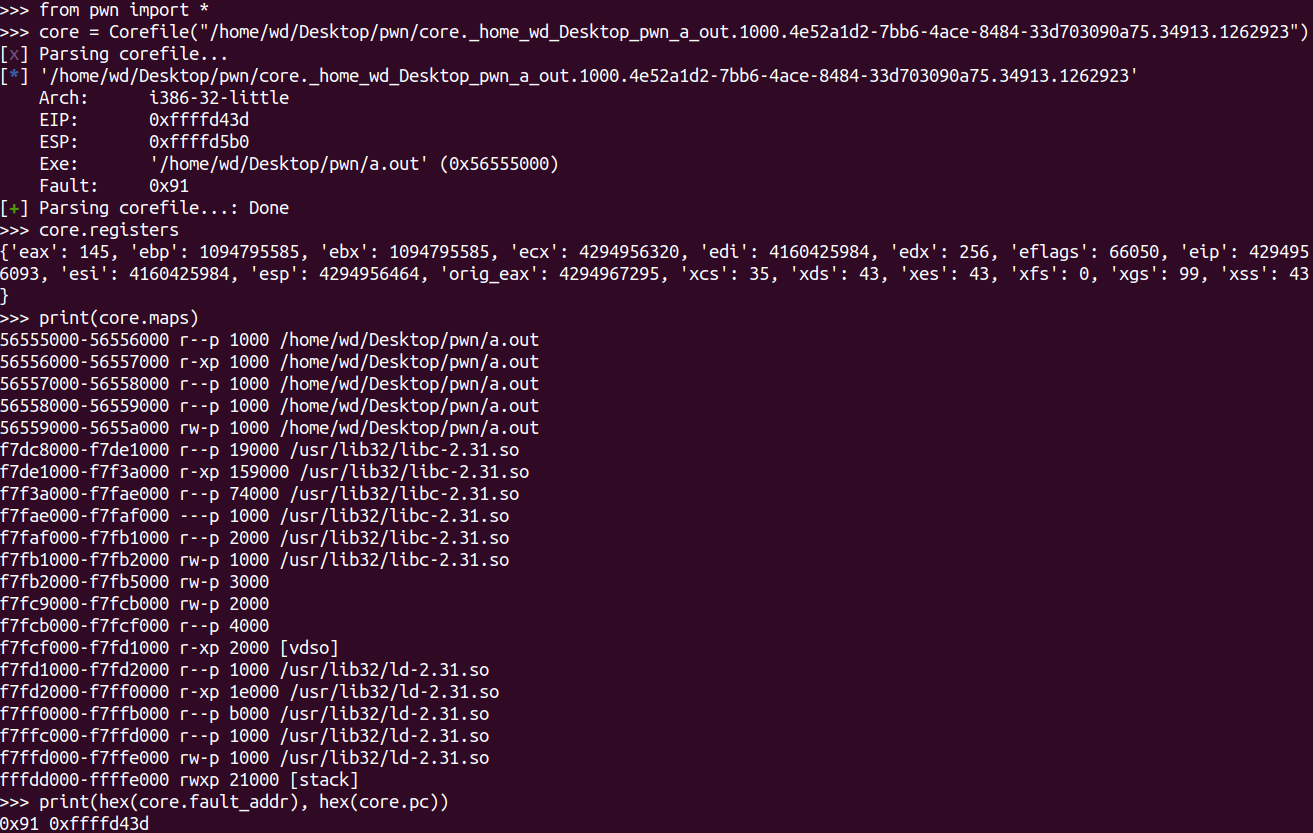 >>> from pwn import *
>>> core = Corefile("/home/wd/Desktop/pwn/core._home_wd_Desktop_pwn_a_out.1000.4e52a1d2-7bb6-4ace-8484-33d703090a75.34913.1262923")
[x] Parsing corefile...
[*] '/home/wd/Desktop/pwn/core._home_wd_Desktop_pwn_a_out.1000.4e52a1d2-7bb6-4ace-8484-33d703090a75.34913.1262923'
    Arch:      i386-32-little
    EIP:       0xffffd43d
    ESP:       0xffffd5b0
    Exe:       '/home/wd/Desktop/pwn/a.out' (0x56555000)
    Fault:     0x91
[+] Parsing corefile...: Done
>>> core.registers
{'eax': 145, 'ebp': 1094795585, 'ebx': 1094795585, 'ecx': 4294956320, 'edi': 4160425984, 'edx': 256, 'eflags': 66050, 'eip': 429495
6093, 'esi': 4160425984, 'esp': 4294956464, 'orig_eax': 4294967295, 'xcs': 35, 'xds': 43, 'xes': 43, 'xfs': 0, 'xgs': 99, 'xss': 43
}
>>> print(core.maps)
56555000-56556000 r--p 1000 /home/wd/Desktop/pwn/a.out
56556000-56557000 r-xp 1000 /home/wd/Desktop/pwn/a.out
56557000-56558000 r--p 1000 /home/wd/Desktop/pwn/a.out
56558000-56559000 r--p 1000 /home/wd/Desktop/pwn/a.out
56559000-5655a000 rw-p 1000 /home/wd/Desktop/pwn/a.out
f7dc8000-f7de1000 r--p 19000 /usr/lib32/libc-2.31.so
f7de1000-f7f3a000 r-xp 159000 /usr/lib32/libc-2.31.so
f7f3a000-f7fae000 r--p 74000 /usr/lib32/libc-2.31.so
f7fae000-f7faf000 ---p 1000 /usr/lib32/libc-2.31.so
f7faf000-f7fb1000 r--p 2000 /usr/lib32/libc-2.31.so
f7fb1000-f7fb2000 rw-p 1000 /usr/lib32/libc-2.31.so
f7fb2000-f7fb5000 rw-p 3000
f7fc9000-f7fcb000 rw-p 2000
f7fcb000-f7fcf000 r--p 4000
f7fcf000-f7fd1000 r-xp 2000 [vdso]
f7fd1000-f7fd2000 r--p 1000 /usr/lib32/ld-2.31.so
f7fd2000-f7ff0000 r-xp 1e000 /usr/lib32/ld-2.31.so
f7ff0000-f7ffb000 r--p b000 /usr/lib32/ld-2.31.so
f7ffc000-f7ffd000 r--p 1000 /usr/lib32/ld-2.31.so
f7ffd000-f7ffe000 rw-p 1000 /usr/lib32/ld-2.31.so
fffdd000-ffffe000 rwxp 21000 [stack]
>>> print(hex(core.fault_addr), hex(core.pc))
0x91 0xffffd43d